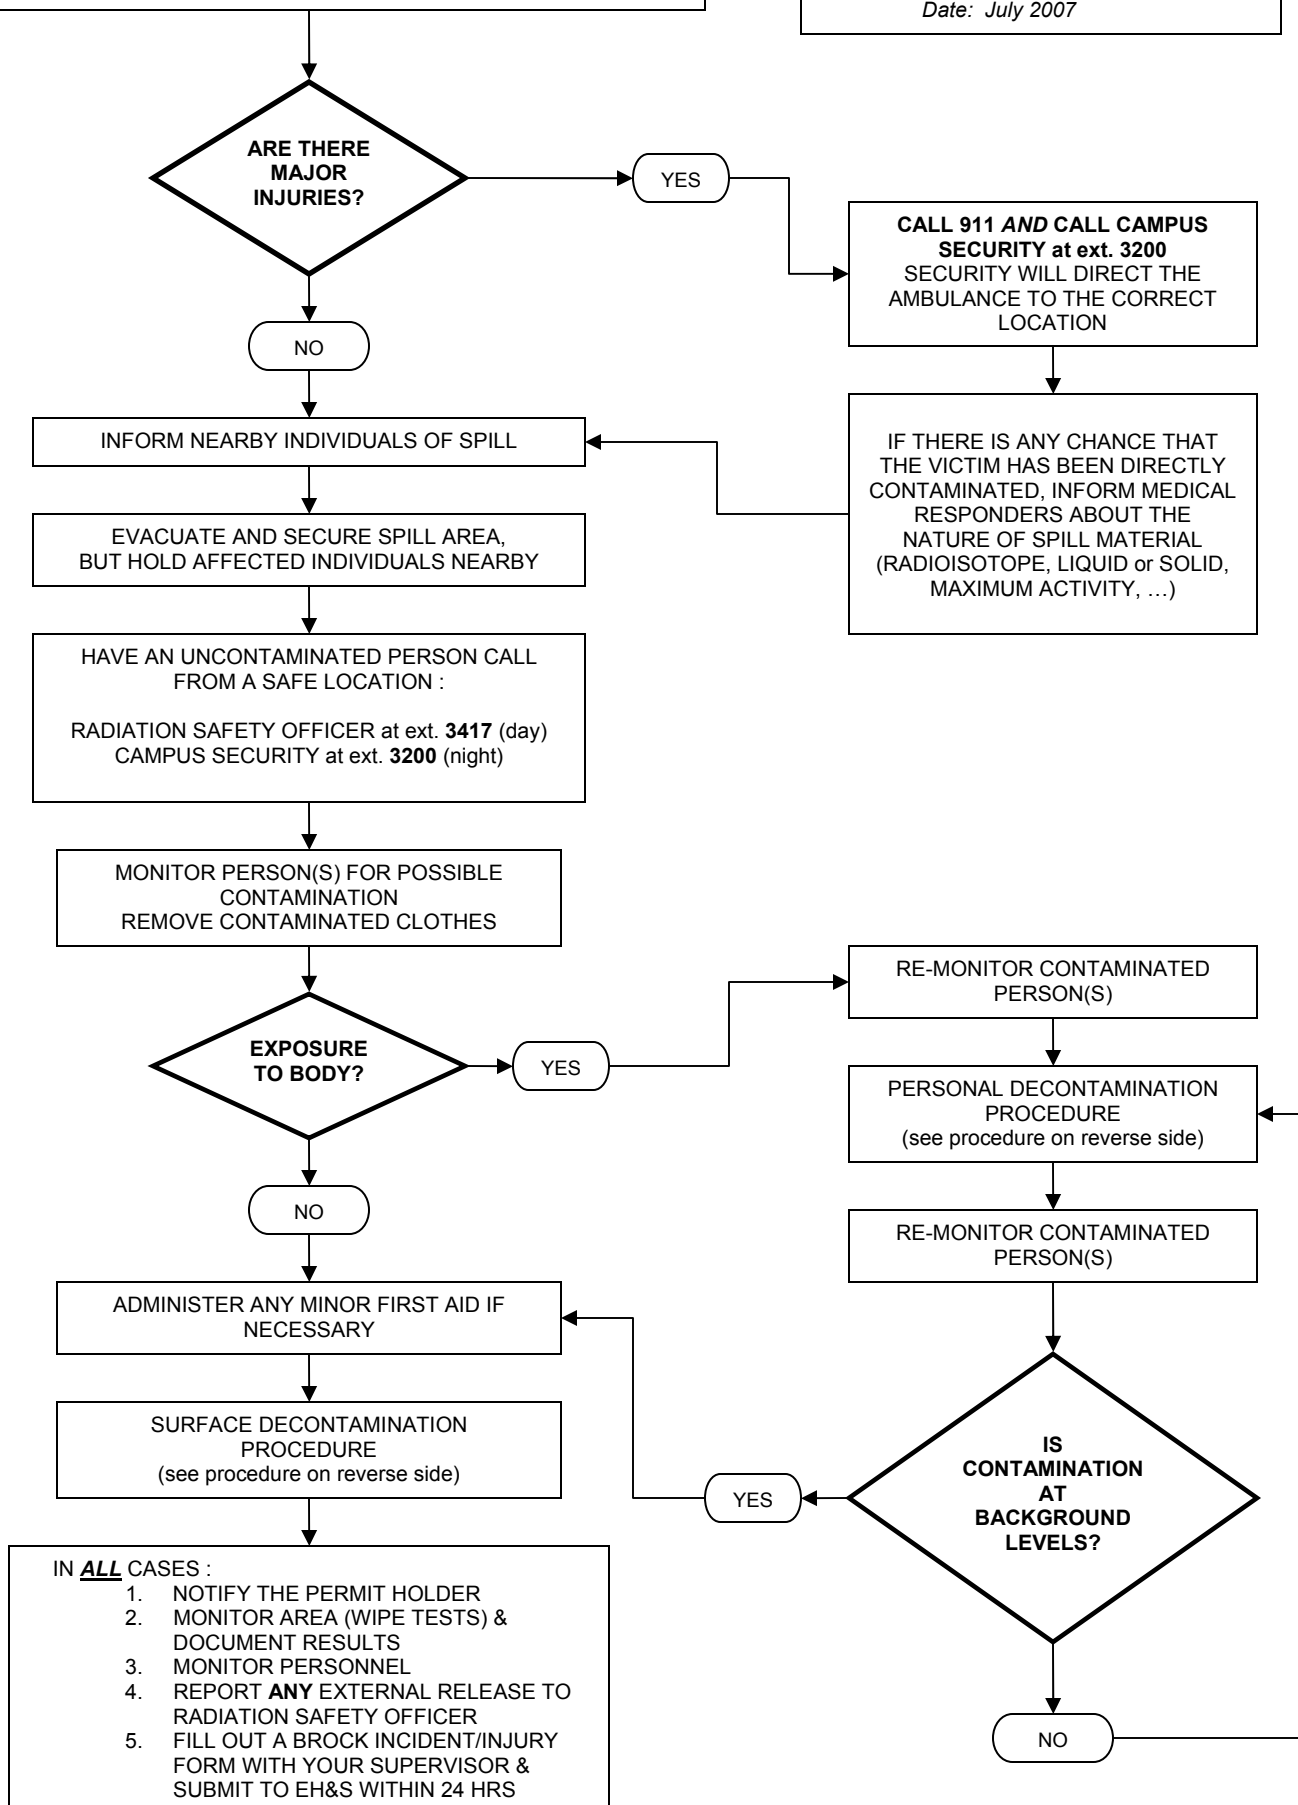 Date: July 2007
ARE THERE
MAJOR
INJURIES?
YES
CALL 911 AND CALL CAMPUS
SECURITY at ext. 3200
SECURITY WILL DIRECT THE
AMBULANCE TO THE CORRECT
LOCATION
NO
IF THERE IS ANY CHANCE THAT
THE VICTIM HAS BEEN DIRECTLY
CONTAMINATED, INFORM MEDICAL
RESPONDERS ABOUT THE
NATURE OF SPILL MATERIAL
(RADIOISOTOPE, LIQUID or SOLID,
MAXIMUM ACTIVITY, …)
INFORM NEARBY INDIVIDUALS OF SPILL
EVACUATE AND SECURE SPILL AREA,
BUT HOLD AFFECTED INDIVIDUALS NEARBY
HAVE AN UNCONTAMINATED PERSON CALL
FROM A SAFE LOCATION :
RADIATION SAFETY OFFICER at ext. 3417 (day)
CAMPUS SECURITY at ext. 3200 (night)
MONITOR PERSON(S) FOR POSSIBLE
CONTAMINATION
REMOVE CONTAMINATED CLOTHES
EXPOSURE
TO BODY?
YES
RE-MONITOR CONTAMINATED
PERSON(S)
PERSONAL DECONTAMINATION
PROCEDURE
(see procedure on reverse side)
RE-MONITOR CONTAMINATED
PERSON(S)
NO
ADMINISTER ANY MINOR FIRST AID IF
NECESSARY
SURFACE DECONTAMINATION
PROCEDURE
(see procedure on reverse side)
IS
CONTAMINATION
AT
BACKGROUND
LEVELS?
YES
NO
IN ALL CASES :
1. NOTIFY THE PERMIT HOLDER
2. MONITOR AREA (WIPE TESTS) &
DOCUMENT RESULTS
3. MONITOR PERSONNEL
4. REPORT ANY EXTERNAL RELEASE TO
RADIATION SAFETY OFFICER
5. FILL OUT A BROCK INCIDENT/INJURY
FORM WITH YOUR SUPERVISOR &
SUBMIT TO EH&S WITHIN 24 HRS